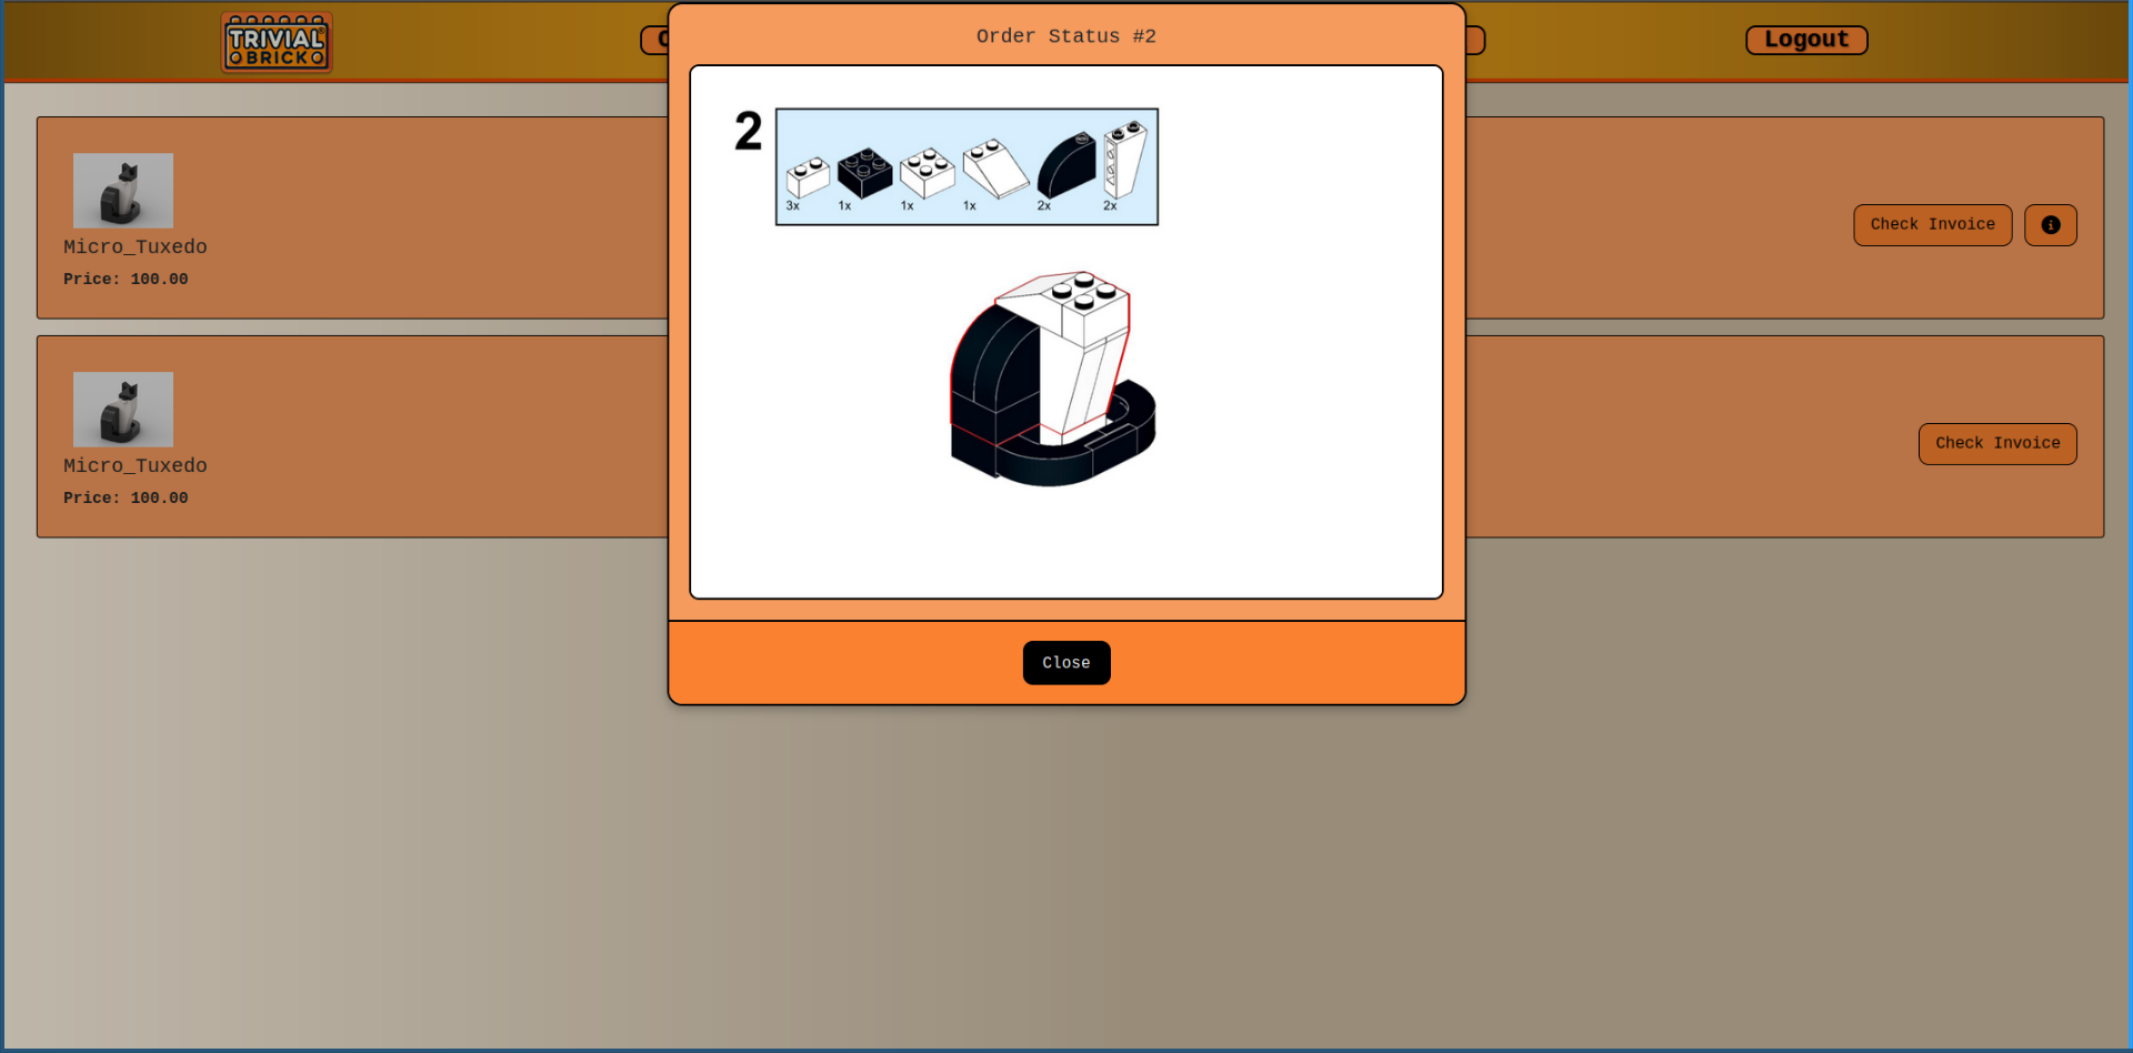 TRIVIAL
BRICK
Logout
Order Status #2
2
3x 1x 1x 1x 2x 2x
Micro_Tuxedo
Price: 100.00
Check Invoice
Micro_Tuxedo
Price: 100.00
Check Invoice
Close